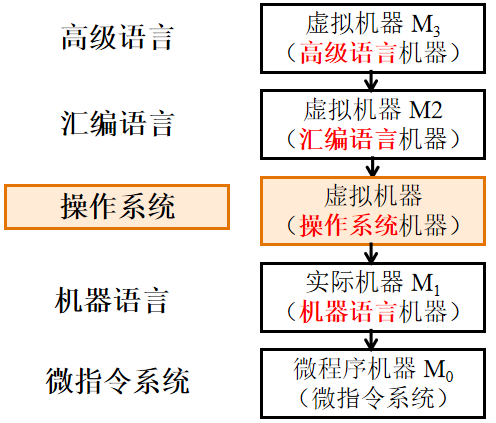 高级语言
虚拟机器 M₃
（高级语言机器）
汇编语言
虚拟机器 M2
（汇编语言机器）
操作系统
虚拟机器
（操作系统机器）
机器语言
实际机器 M₁
（机器语言机器）
微指令系统
微程序机器 M₀
（微指令系统）